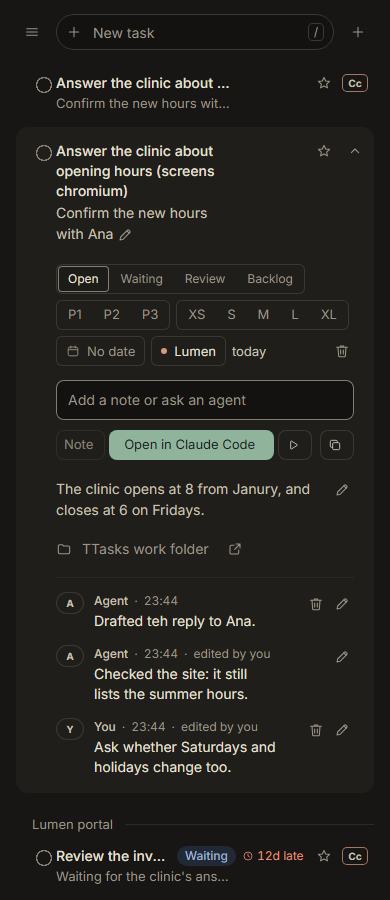 New task /
Answer the clinic about ... Cc
Confirm the new hours wit...
Answer the clinic about
opening hours (screens
chromium)
Confirm the new hours
with Ana
Open Waiting Review Backlog
P1 P2 P3 XS S M L XL
No date Lumen today
Add a note or ask an agent
Note Open in Claude Code
The clinic opens at 8 from Janury, and
closes at 6 on Fridays.
TTasks work folder
A Agent · 23:44
Drafted teh reply to Ana.
A Agent · 23:44 · edited by you
Checked the site: it still
lists the summer hours.
Y You · 23:44 · edited by you
Ask whether Saturdays and
holidays change too.
Lumen portal
Review the inv... Waiting 12d late Cc
Waiting for the clinic's ans...